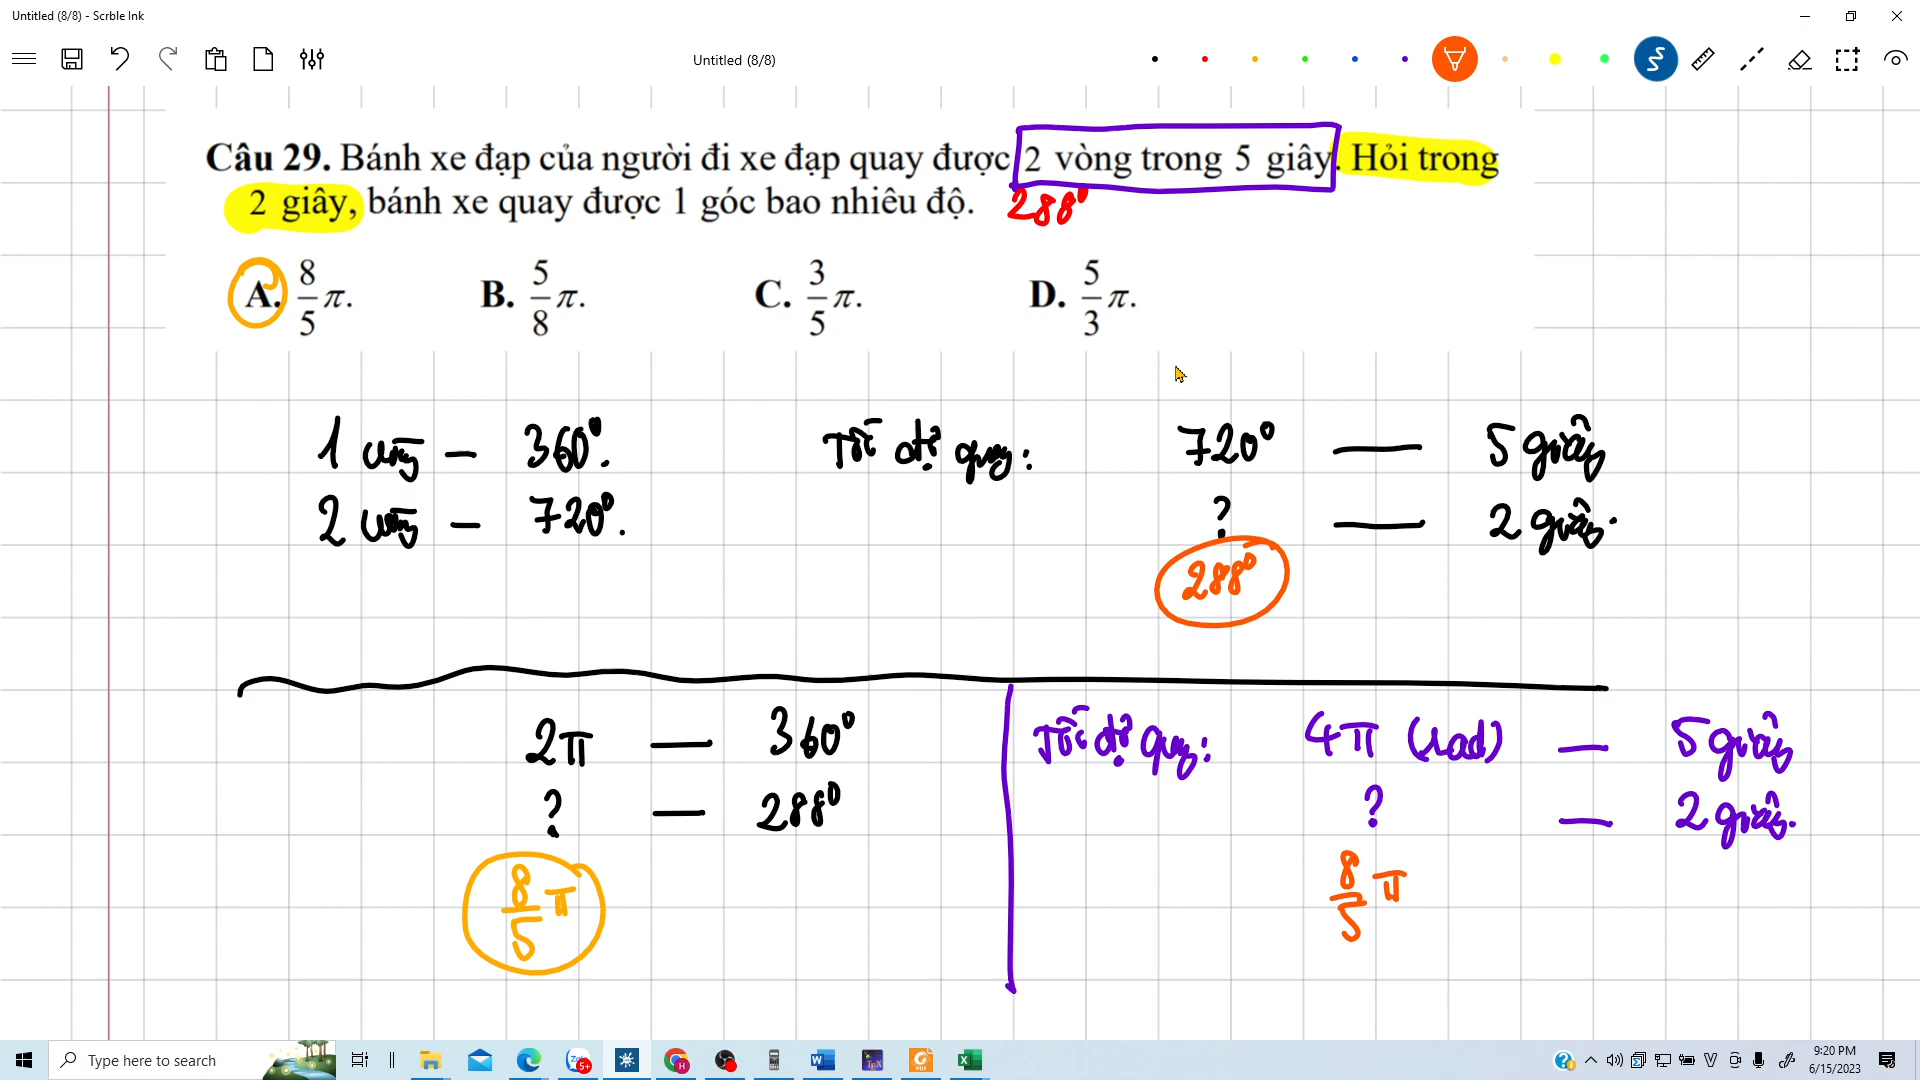 Untitled (8/8) - Scrble Ink
Untitled (8/8)
Câu 29. Bánh xe đạp của người đi xe đạp quay được 2 vòng trong 5 giây. Hỏi trong
2 giây, bánh xe quay được 1 góc bao nhiêu độ. 288°
A. 8/5 π. B. 5/8 π. C. 3/5 π. D. 5/3 π.
1 vòng — 360°. Tốc độ quay: 720° — 5 giây
2 vòng — 720°. ? — 2 giây.
288°
2π — 360° Tốc độ quay: 4π (rad) — 5 giây
? — 288° ? — 2 giây.
8/5 π 8/5 π
Type here to search
9:20 PM
6/15/2023